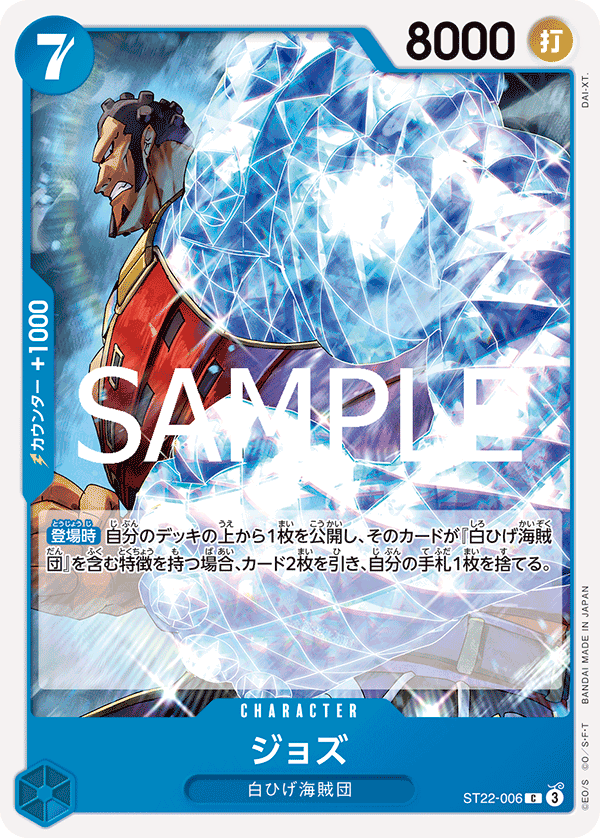 7
8000
打
DAI-XT.
カウンター +1000
SAMPLE
登場時 自分のデッキの上から1枚を公開し、そのカードが『白ひげ海賊
団』を含む特徴を持つ場合、カード2枚を引き、自分の手札1枚を捨てる。
CHARACTER
ジョズ
白ひげ海賊団
ST22-006 C 3
©E.O/S ©O/S・F・T BANDAI MADE IN JAPAN